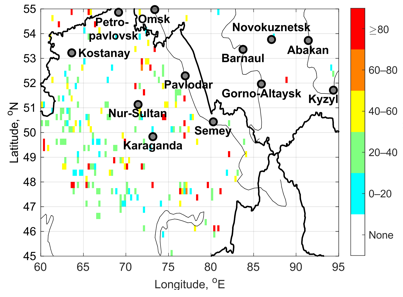 55
54
53
52
51
50
49
48
47
46
45
60
65
70
75
80
85
90
95
Latitude, °N
Longitude, °E
Petro-
pavlovsk
Omsk
Kostanay
Novokuznetsk
Barnaul
Abakan
Pavlodar
Gorno-Altaysk
Kyzyl
Nur-Sultan
Semey
Karaganda
≥80
60–80
40–60
20–40
0–20
None